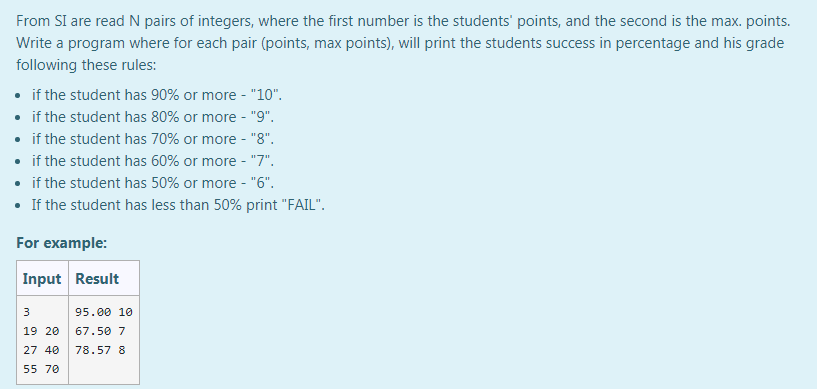 From SI are read N pairs of integers, where the first number is the students' points, and the second is the max. points.
Write a program where for each pair (points, max points), will print the students success in percentage and his grade
following these rules:
• if the student has 90% or more - "10".
• if the student has 80% or more - "9".
• if the student has 70% or more - "8".
• if the student has 60% or more - "7".
• if the student has 50% or more - "6".
• If the student has less than 50% print "FAIL".
For example:
Input Result
3 95.00 10
19 20 67.50 7
27 40 78.57 8
55 70